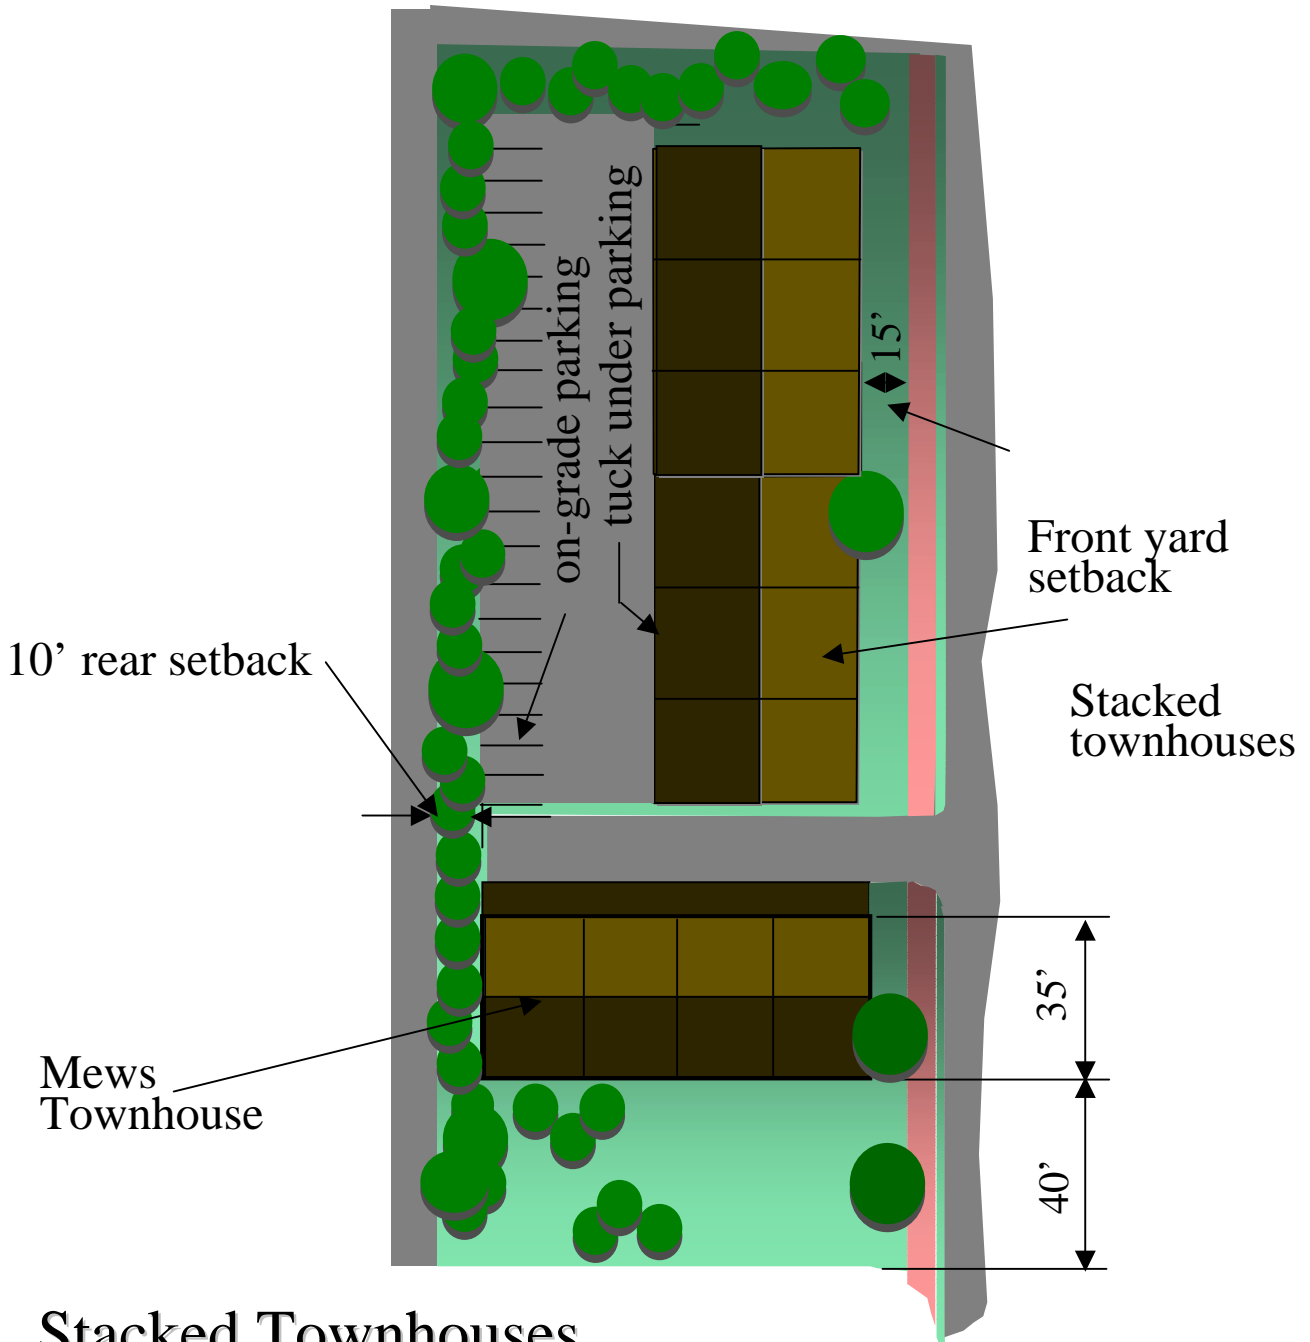 on-grade parking
tuck under parking
15’
Front yard
setback
10’ rear setback
Stacked
townhouses
35’
Mews
Townhouse
40’
Stacked Townhouses